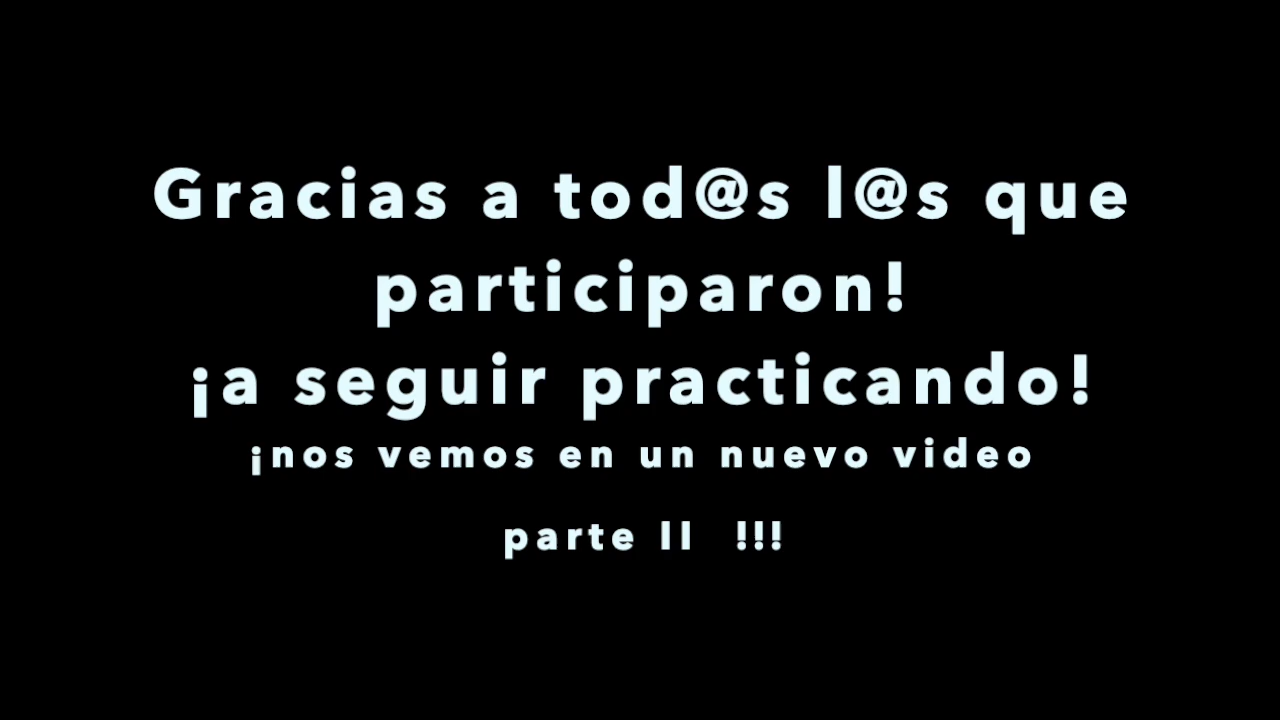 Gracias a tod@s l@s que
participaron!
¡a seguir practicando!
¡nos vemos en un nuevo video
parte II !!!